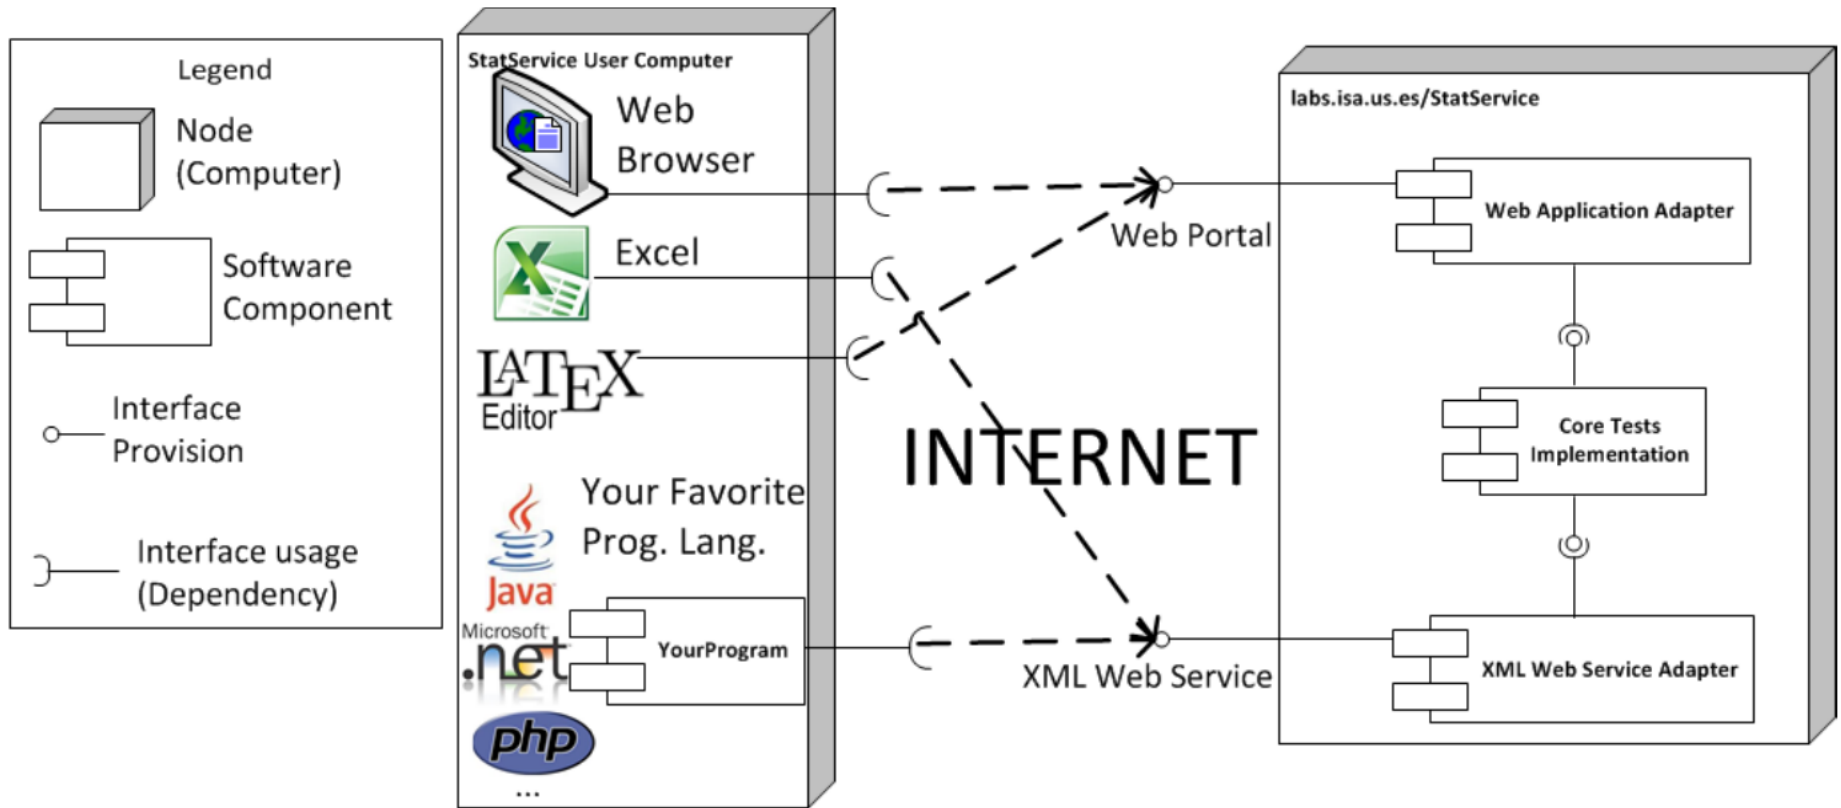 Legend
Node
(Computer)
Software
Component
Interface
Provision
Interface usage
(Dependency)
StatService User Computer
Web
Browser
Excel
X
LATEX
Editor
Your Favorite
Prog. Lang.
Java
Microsoft
.net
YourProgram
php
...
INTERNET
Web Portal
XML Web Service
labs.isa.us.es/StatService
Web Application Adapter
Core Tests
Implementation
XML Web Service Adapter